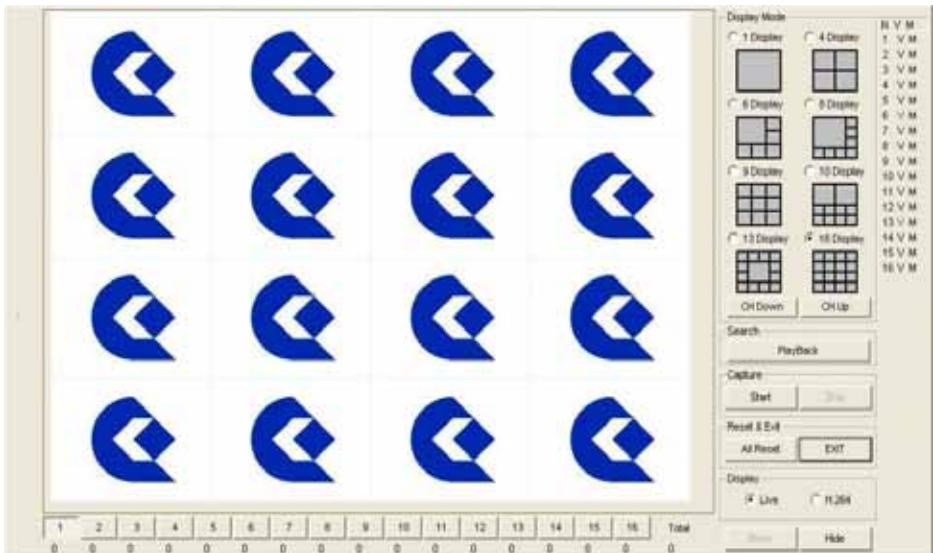 Display Mode
1 Display 4 Display
6 Display 8 Display
9 Display 10 Display
13 Display 16 Display
CH Down CH Up
Search
PlayBack
Capture
Start Stop
Reset & Exit
All Reset EXIT
Display
Live H.264
Hide
N V M
1 V M
2 V M
3 V M
4 V M
5 V M
6 V M
7 V M
8 V M
9 V M
10 V M
11 V M
12 V M
13 V M
14 V M
15 V M
16 V M
1 2 3 4 5 6 7 8 9 10 11 12 13 14 15 16 Total
0 0 0 0 0 0 0 0 0 0 0 0 0 0 0 0 0